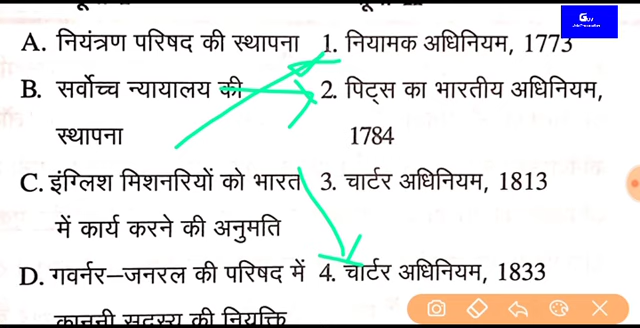 A. नियंत्रण परिषद की स्थापना 1. नियामक अधिनियम, 1773
B. सर्वोच्च न्यायालय की 2. पिट्स का भारतीय अधिनियम,
स्थापना 1784
C. इंग्लिश मिशनरियों को भारत 3. चार्टर अधिनियम, 1813
में कार्य करने की अनुमति
D. गवर्नर–जनरल की परिषद में 4. चार्टर अधिनियम, 1833
कानूनी सदस्य की नियुक्ति